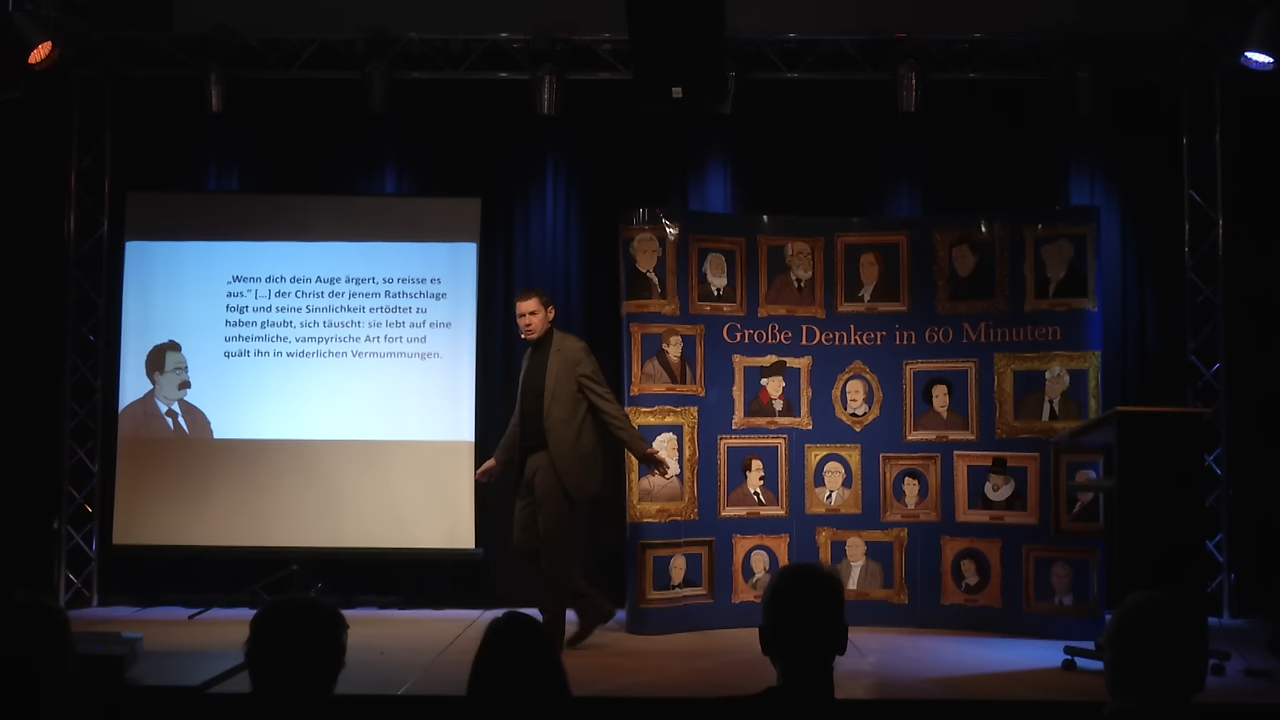 „Wenn dich dein Auge ärgert, so reisse es
aus.“ [...] der Christ der jenem Rathschlage
folgt und seine Sinnlichkeit ertödtet zu
haben glaubt, sich täuscht: sie lebt auf eine
unheimliche, vampyrische Art fort und
quält ihn in widerlichen Vermummungen.
Große Denker in 60 Minuten